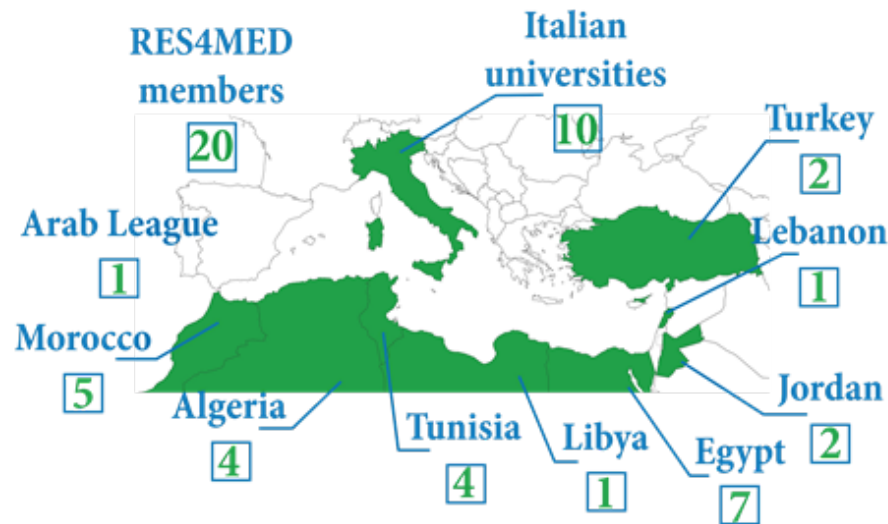 RES4MED
members
20
Italian
universities
10
Turkey
2
Arab League
1
Lebanon
1
Morocco
5
Algeria
4
Tunisia
4
Libya
1
Egypt
7
Jordan
2